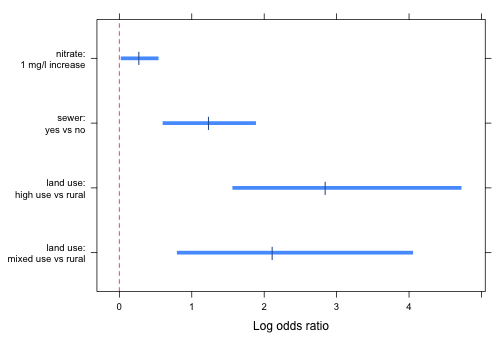 nitrate:
1 mg/l increase
sewer:
yes vs no
land use:
high use vs rural
land use:
mixed use vs rural
0 1 2 3 4
Log odds ratio